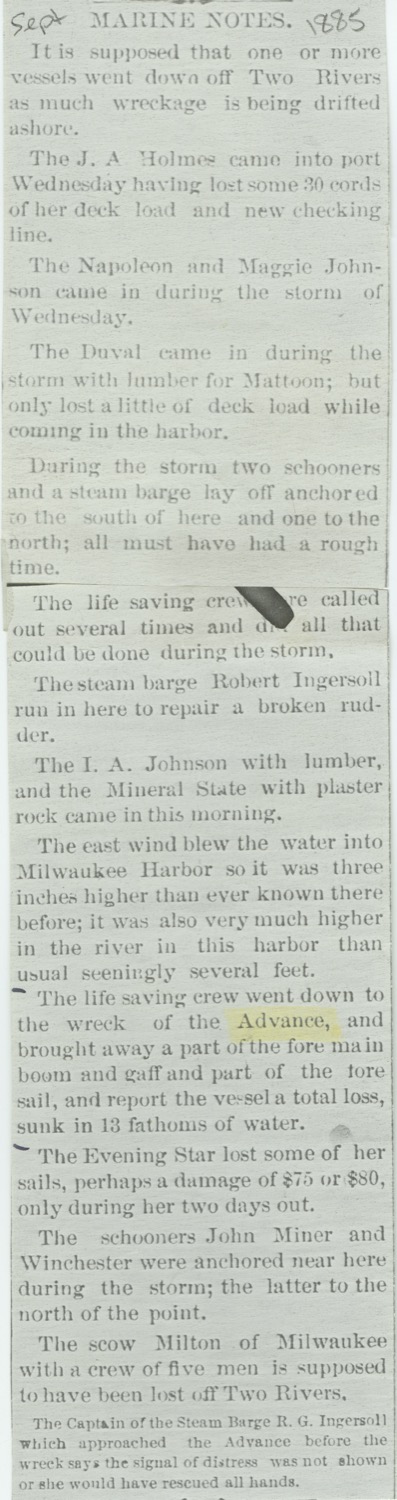 Sept MARINE NOTES. 1885
It is supposed that one or more
vessels went down off Two Rivers
as much wreckage is being drifted
ashore.
The J. A. Holmes came into port
Wednesday having lost some 30 cords
of her deck load and new checking
line.
The Napoleon and Maggie John-
son came in during the storm of
Wednesday.
The Duval came in during the
storm with lumber for Mattoon; but
only lost a little of deck load while
coming in the harbor.
During the storm two schooners
and a steam barge lay off anchored
to the south of here and one to the
north; all must have had a rough
time.
The life saving crew called
out several times and all that
could be done during the storm.
The steam barge Robert Ingersoll
run in here to repair a broken rud-
der.
The I. A. Johnson with lumber,
and the Mineral State with plaster
rock came in this morning.
The east wind blew the water into
Milwaukee Harbor so it was three
inches higher than ever known there
before; it was also very much higher
in the river in this harbor than
usual seeningly several feet.
The life saving crew went down to
the wreck of the Advance, and
brought away a part of the fore main
boom and gaff and part of the fore
sail, and report the vessel a total loss,
sunk in 13 fathoms of water.
The Evening Star lost some of her
sails, perhaps a damage of $75 or $80,
only during her two days out.
The schooners John Miner and
Winchester were anchored near here
during the storm; the latter to the
north of the point.
The scow Milton of Milwaukee
with a crew of five men is supposed
to have been lost off Two Rivers.
The Captain of the Steam Barge R. G. Ingersoll
which approached the Advance before the
wreck says the signal of distress was not shown
or she would have rescued all hands.